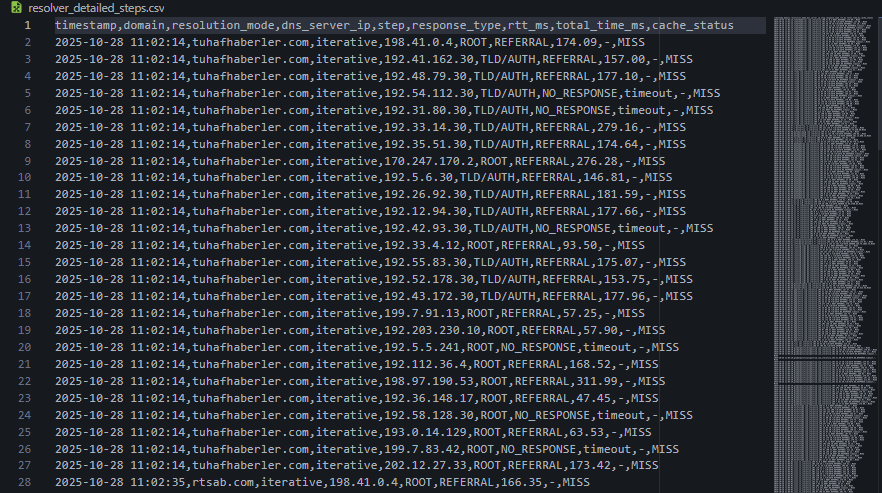 resolver_detailed_steps.csv
1 timestamp,domain,resolution_mode,dns_server_ip,step,response_type,rtt_ms,total_time_ms,cache_status
2 2025-10-28 11:02:14,tuhafhaberler.com,iterative,198.41.0.4,ROOT,REFERRAL,174.09,-,MISS
3 2025-10-28 11:02:14,tuhafhaberler.com,iterative,192.41.162.30,TLD/AUTH,REFERRAL,157.00,-,MISS
4 2025-10-28 11:02:14,tuhafhaberler.com,iterative,192.48.79.30,TLD/AUTH,REFERRAL,177.10,-,MISS
5 2025-10-28 11:02:14,tuhafhaberler.com,iterative,192.54.112.30,TLD/AUTH,NO_RESPONSE,timeout,-,MISS
6 2025-10-28 11:02:14,tuhafhaberler.com,iterative,192.31.80.30,TLD/AUTH,NO_RESPONSE,timeout,-,MISS
7 2025-10-28 11:02:14,tuhafhaberler.com,iterative,192.33.14.30,TLD/AUTH,REFERRAL,279.16,-,MISS
8 2025-10-28 11:02:14,tuhafhaberler.com,iterative,192.35.51.30,TLD/AUTH,REFERRAL,174.64,-,MISS
9 2025-10-28 11:02:14,tuhafhaberler.com,iterative,170.247.170.2,ROOT,REFERRAL,276.28,-,MISS
10 2025-10-28 11:02:14,tuhafhaberler.com,iterative,192.5.6.30,TLD/AUTH,REFERRAL,146.81,-,MISS
11 2025-10-28 11:02:14,tuhafhaberler.com,iterative,192.26.92.30,TLD/AUTH,REFERRAL,181.59,-,MISS
12 2025-10-28 11:02:14,tuhafhaberler.com,iterative,192.12.94.30,TLD/AUTH,REFERRAL,177.66,-,MISS
13 2025-10-28 11:02:14,tuhafhaberler.com,iterative,192.42.93.30,TLD/AUTH,NO_RESPONSE,timeout,-,MISS
14 2025-10-28 11:02:14,tuhafhaberler.com,iterative,192.33.4.12,ROOT,REFERRAL,93.50,-,MISS
15 2025-10-28 11:02:14,tuhafhaberler.com,iterative,192.55.83.30,TLD/AUTH,REFERRAL,175.07,-,MISS
16 2025-10-28 11:02:14,tuhafhaberler.com,iterative,192.52.178.30,TLD/AUTH,REFERRAL,153.75,-,MISS
17 2025-10-28 11:02:14,tuhafhaberler.com,iterative,192.43.172.30,TLD/AUTH,REFERRAL,177.96,-,MISS
18 2025-10-28 11:02:14,tuhafhaberler.com,iterative,199.7.91.13,ROOT,REFERRAL,57.25,-,MISS
19 2025-10-28 11:02:14,tuhafhaberler.com,iterative,192.203.230.10,ROOT,REFERRAL,57.90,-,MISS
20 2025-10-28 11:02:14,tuhafhaberler.com,iterative,192.5.5.241,ROOT,NO_RESPONSE,timeout,-,MISS
21 2025-10-28 11:02:14,tuhafhaberler.com,iterative,192.112.36.4,ROOT,REFERRAL,168.52,-,MISS
22 2025-10-28 11:02:14,tuhafhaberler.com,iterative,198.97.190.53,ROOT,REFERRAL,311.99,-,MISS
23 2025-10-28 11:02:14,tuhafhaberler.com,iterative,192.36.148.17,ROOT,REFERRAL,47.45,-,MISS
24 2025-10-28 11:02:14,tuhafhaberler.com,iterative,192.58.128.30,ROOT,NO_RESPONSE,timeout,-,MISS
25 2025-10-28 11:02:14,tuhafhaberler.com,iterative,193.0.14.129,ROOT,REFERRAL,63.53,-,MISS
26 2025-10-28 11:02:14,tuhafhaberler.com,iterative,199.7.83.42,ROOT,NO_RESPONSE,timeout,-,MISS
27 2025-10-28 11:02:14,tuhafhaberler.com,iterative,202.12.27.33,ROOT,REFERRAL,173.42,-,MISS
28 2025-10-28 11:02:35,rtsab.com,iterative,198.41.0.4,ROOT,REFERRAL,166.35,-,MISS